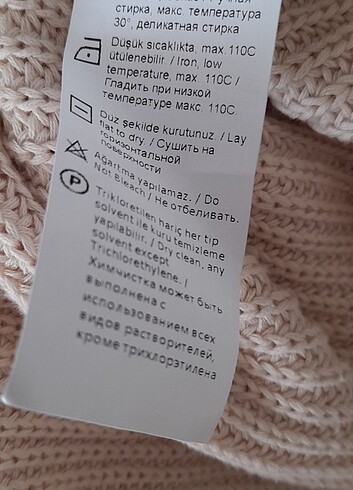 стирка, макс. температура
30°, деликатная стирка
Düşük sıcaklıkta, max.110C
ütülenebilir. / Iron, low
temperature, max. 110C /
Гладить при низкой
температуре макс. 110C.
Düz şekilde kurutunuz. / Lay
flat to dry / Сушить на
горизонтальной
поверхности
Ağartma yapılamaz. / Do
Not Bleach / Не отбеливать.
P
Trikloretilen hariç her tip
solvent ile kuru temizleme
yapılabilir. / Dry clean, any
solvent except
Trichlorethylene. /
Химчистка может быть
выполнена с
использованием всех
видов растворителей,
кроме трихлорэтилена